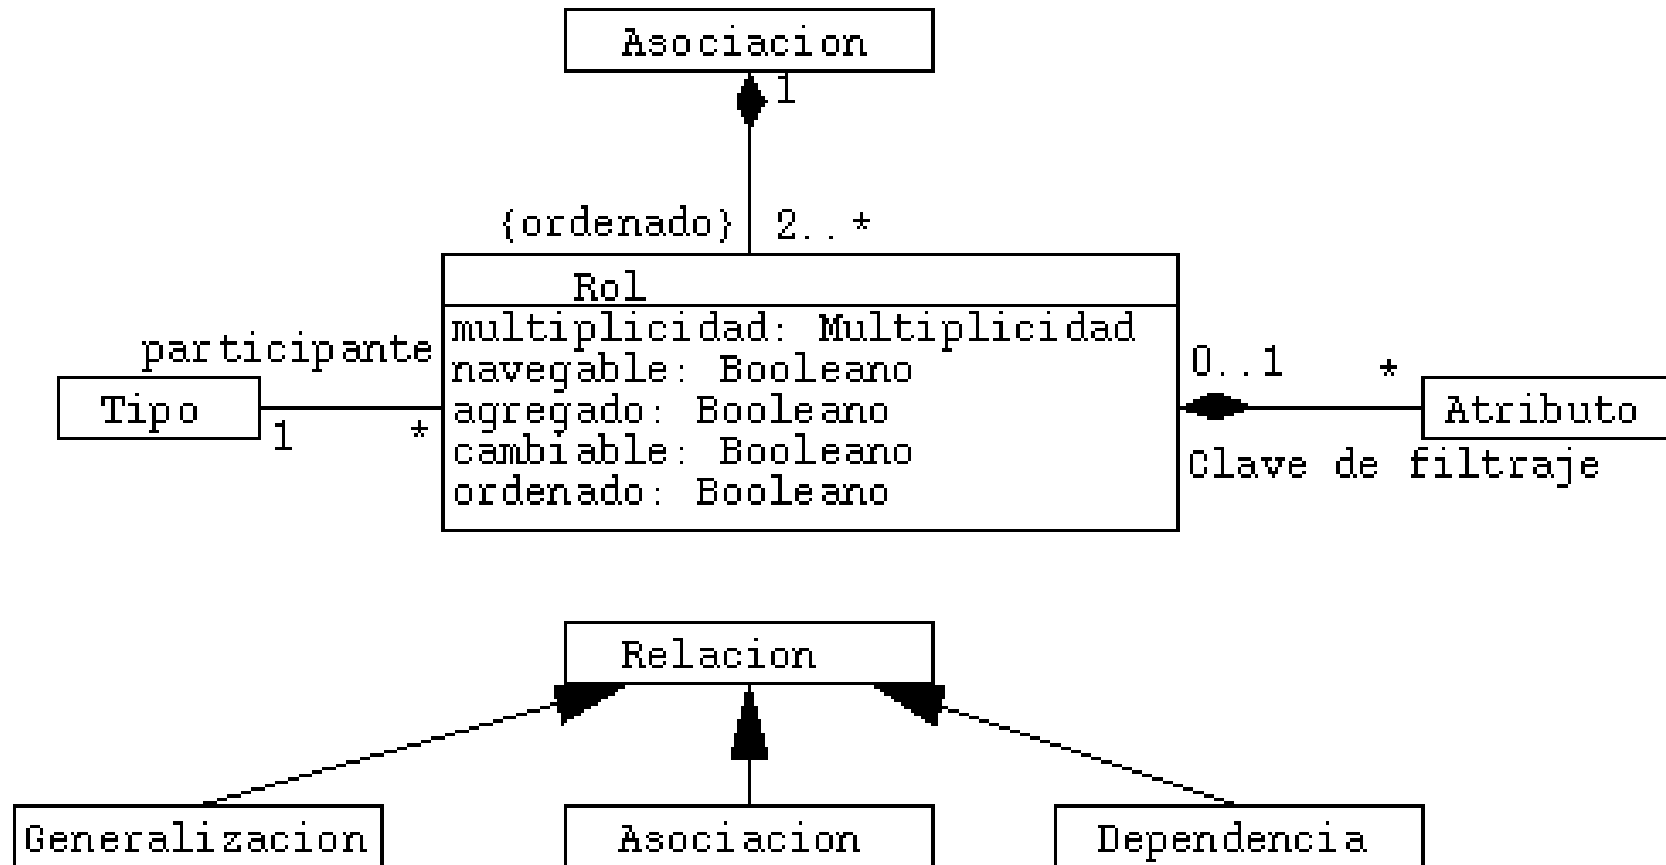 Asociacion
1
{ordenado} 2..*
Rol
multiplicidad: Multiplicidad
navegable: Booleano
agregado: Booleano
cambiable: Booleano
ordenado: Booleano
participante
Tipo
1 *
0..1 *
Atributo
Clave de filtraje
Relacion
Generalizacion
Asociacion
Dependencia